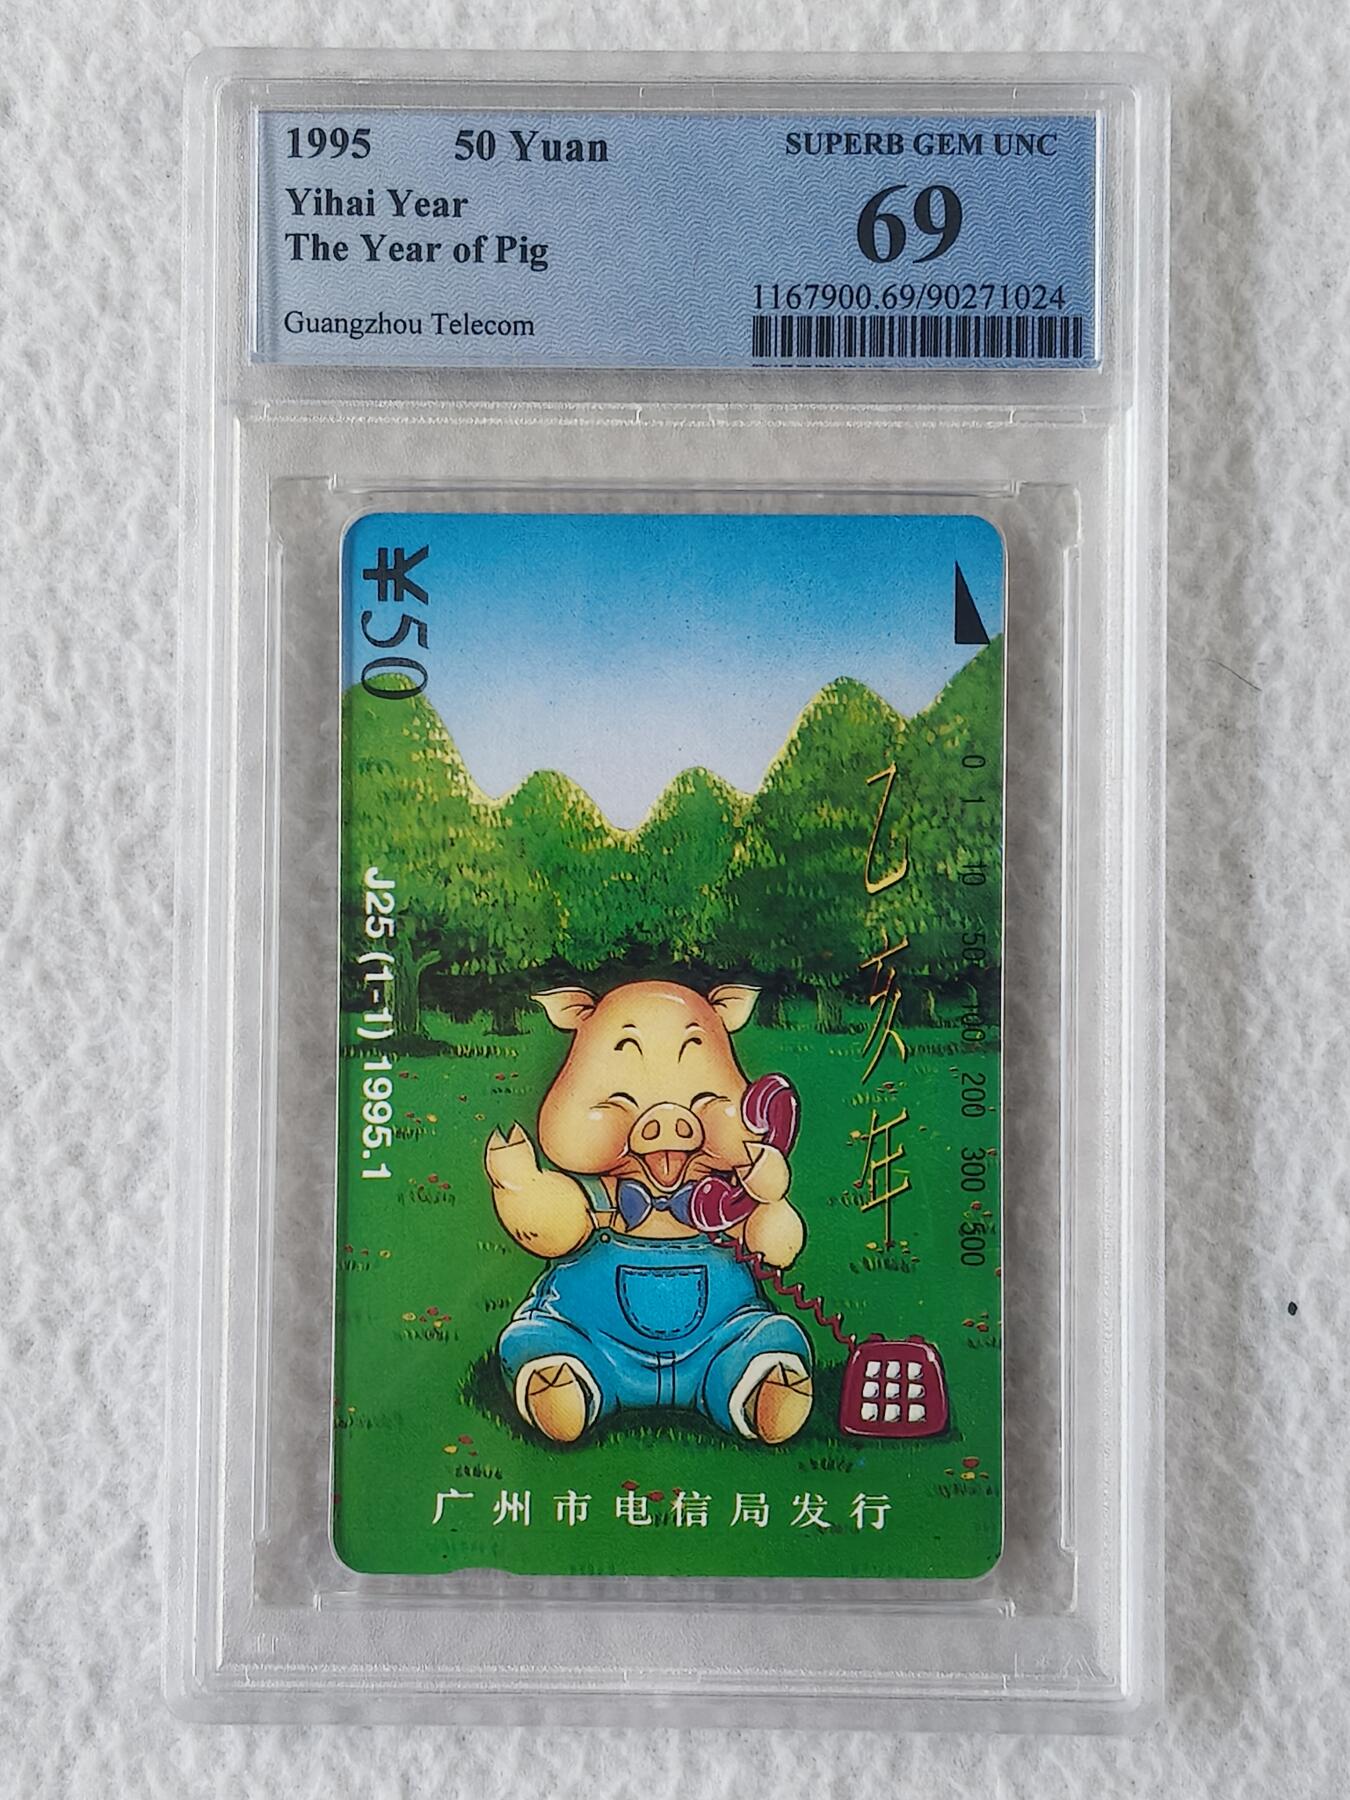 1995 50 Yuan
Yihai Year
The Year of Pig
Guangzhou Telecom
SUPERB GEM UNC
69
1167900.69/90271024
¥50
J25 (1-1) 1995.1
乙亥年
0 1 10 50 100 200 300 500
广州市电信局发行